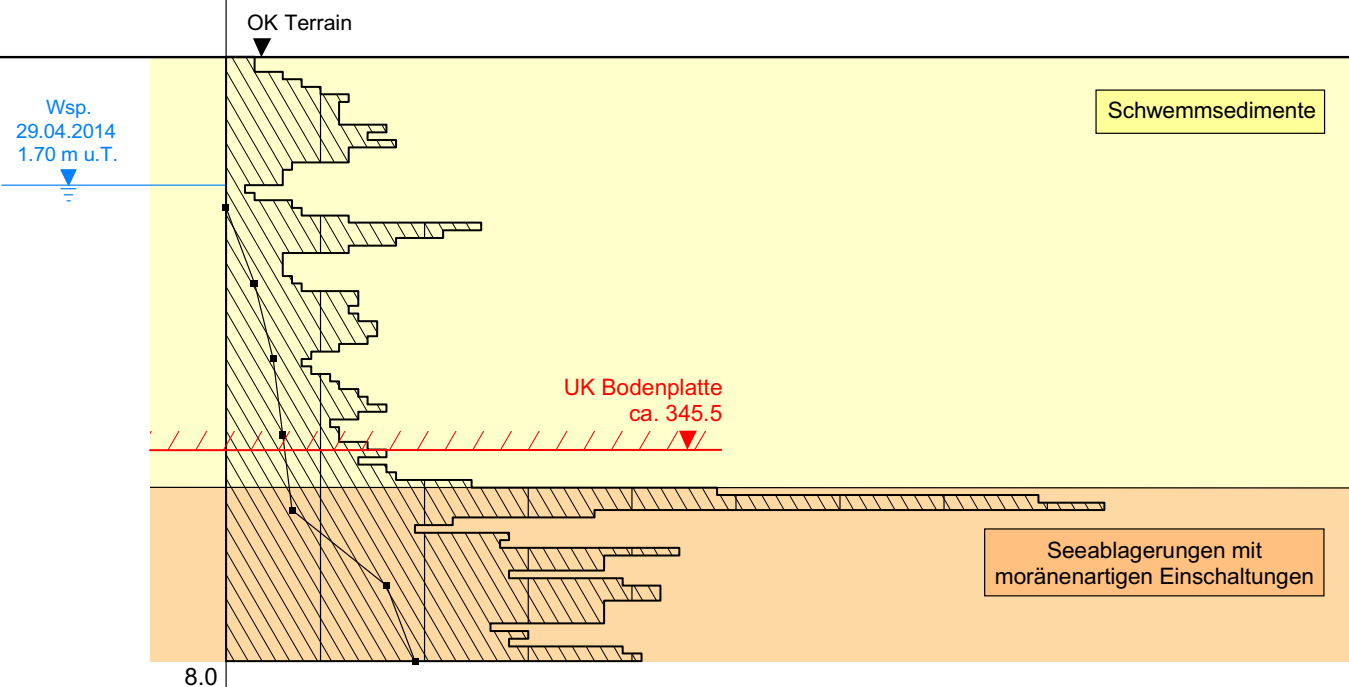 OK Terrain
Wsp.
29.04.2014
1.70 m u.T.
Schwemmsedimente
UK Bodenplatte
ca. 345.5
Seeablagerungen mit
moränenartigen Einschaltungen
8.0